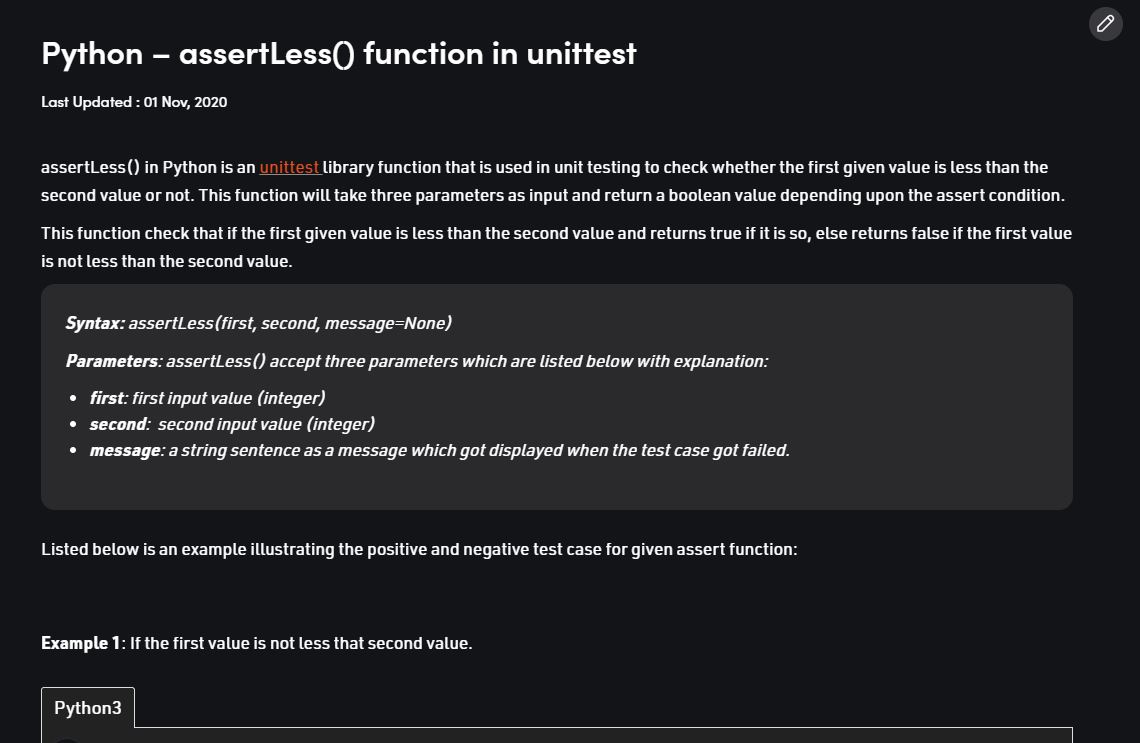 Python – assertLess() function in unittest
Last Updated : 01 Nov, 2020
assertLess() in Python is an unittest library function that is used in unit testing to check whether the first given value is less than the
second value or not. This function will take three parameters as input and return a boolean value depending upon the assert condition.
This function check that if the first given value is less than the second value and returns true if it is so, else returns false if the first value
is not less than the second value.
Syntax: assertLess(first, second, message=None)
Parameters: assertLess() accept three parameters which are listed below with explanation:
• first: first input value (integer)
• second:  second input value (integer)
• message: a string sentence as a message which got displayed when the test case got failed.
Listed below is an example illustrating the positive and negative test case for given assert function:
Example 1: If the first value is not less that second value.
Python3